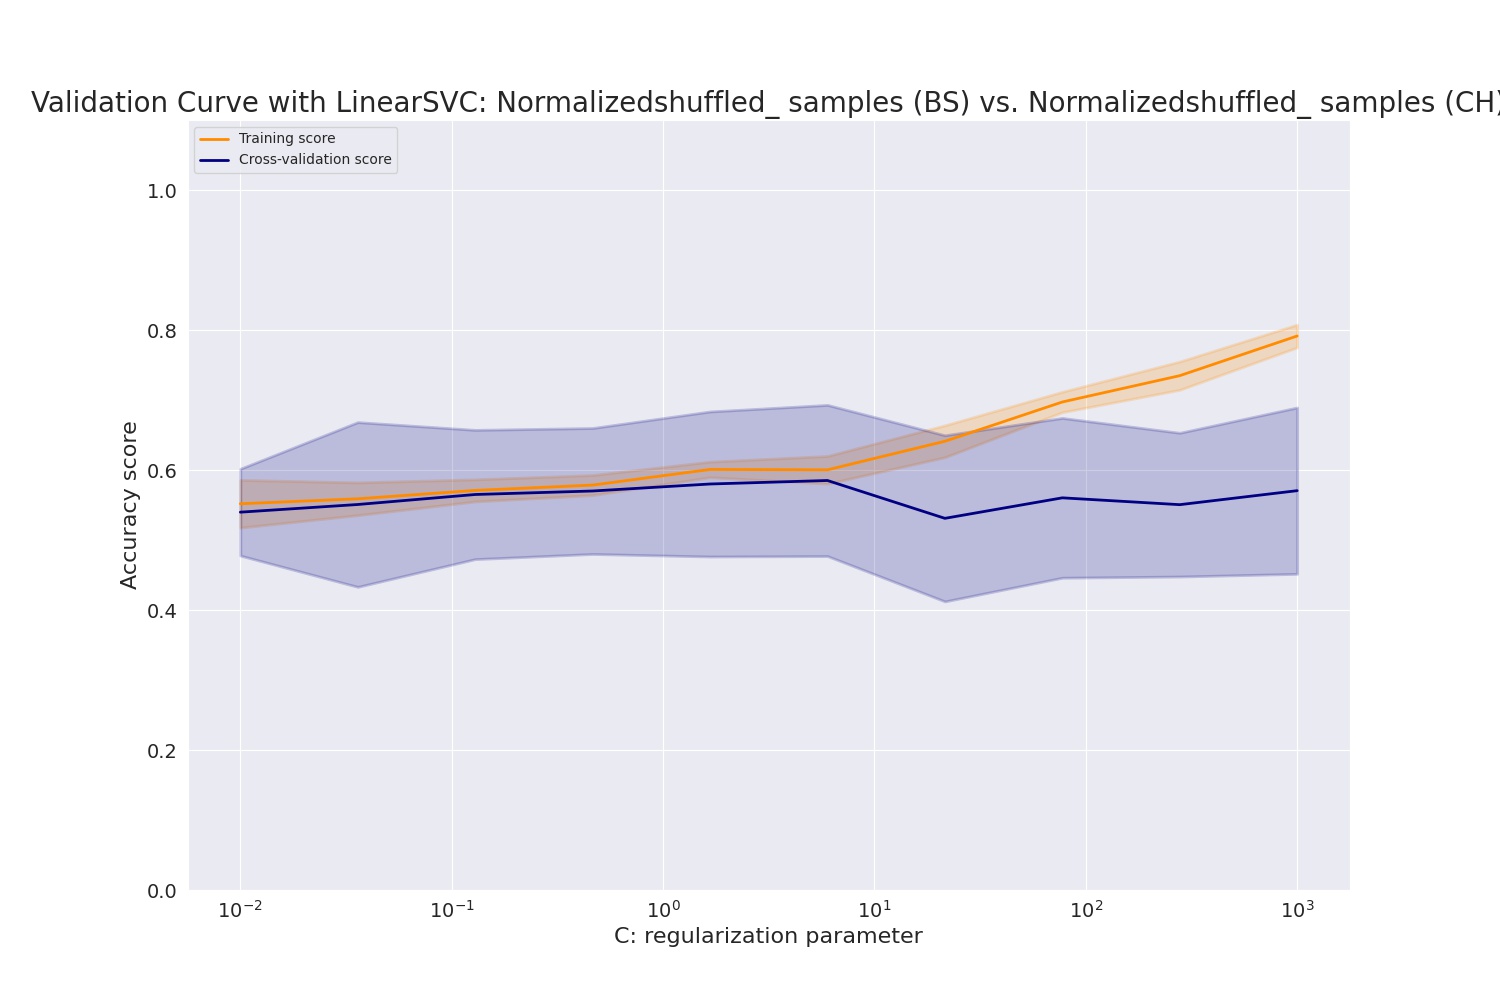 Validation Curve with LinearSVC: Normalizedshuffled_ samples (BS) vs. Normalizedshuffled_ samples (CH)
Training score
Cross-validation score
1.0
0.8
0.6
0.4
0.2
0.0
Accuracy score
10⁻² 10⁻¹ 10⁰ 10¹ 10² 10³
C: regularization parameter